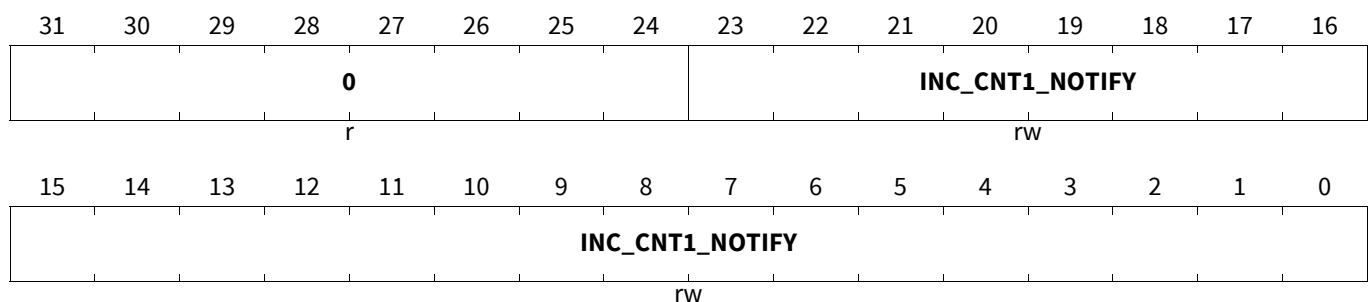 31 30 29 28 27 26 25 24 23 22 21 20 19 18 17 16
0 INC_CNT1_NOTIFY
r rw
15 14 13 12 11 10 9 8 7 6 5 4 3 2 1 0
INC_CNT1_NOTIFY
rw